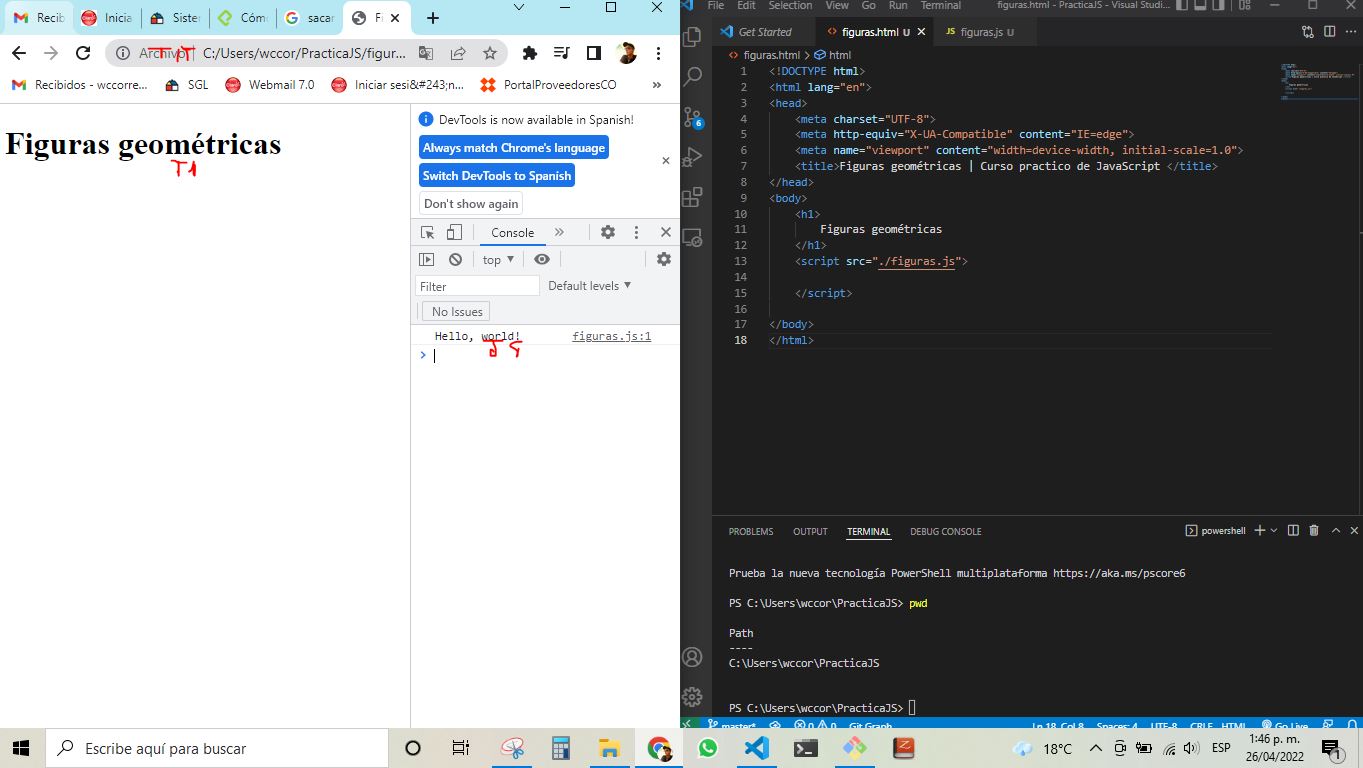 Recib
Inicia
Sister
Cóm
sacar
Fi
Archivo
C:/Users/wccor/PracticaJS/figur...
Recibidos - wccorre...
SGL
Webmail 7.0
Iniciar sesi&#243;n...
PortalProveedoresCO
»
Figuras geométricas
T1
DevTools is now available in Spanish!
Always match Chrome's language
Switch DevTools to Spanish
Don't show again
Console
»
top
Filter
Default levels
No Issues
Hello, world! figuras.js:1
JS
>
File Edit Selection View Go Run Terminal figuras.html - PracticaJS - Visual Studi...
Get Started
figuras.html U
JS figuras.js U
figuras.html > html
6
1 <!DOCTYPE html>
2 <html lang="en">
3 <head>
4 <meta charset="UTF-8">
5 <meta http-equiv="X-UA-Compatible" content="IE=edge">
6 <meta name="viewport" content="width=device-width, initial-scale=1.0">
7 <title>Figuras geométricas | Curso practico de JavaScript </title>
8 </head>
9 <body>
10 <h1>
11 Figuras geométricas
12 </h1>
13 <script src="./figuras.js">
14
15 </script>
16
17 </body>
18 </html>
PROBLEMS OUTPUT TERMINAL DEBUG CONSOLE
powershell
Prueba la nueva tecnología PowerShell multiplataforma https://aka.ms/pscore6
PS C:\Users\wccor\PracticaJS> pwd
Path
----
C:\Users\wccor\PracticaJS
PS C:\Users\wccor\PracticaJS>
master* 0 0 Git Graph Ln 18, Col 8 Spaces: 4 UTF-8 CRLF HTML Go Live
Escribe aquí para buscar
18°C
ESP
1:46 p. m.
26/04/2022
1